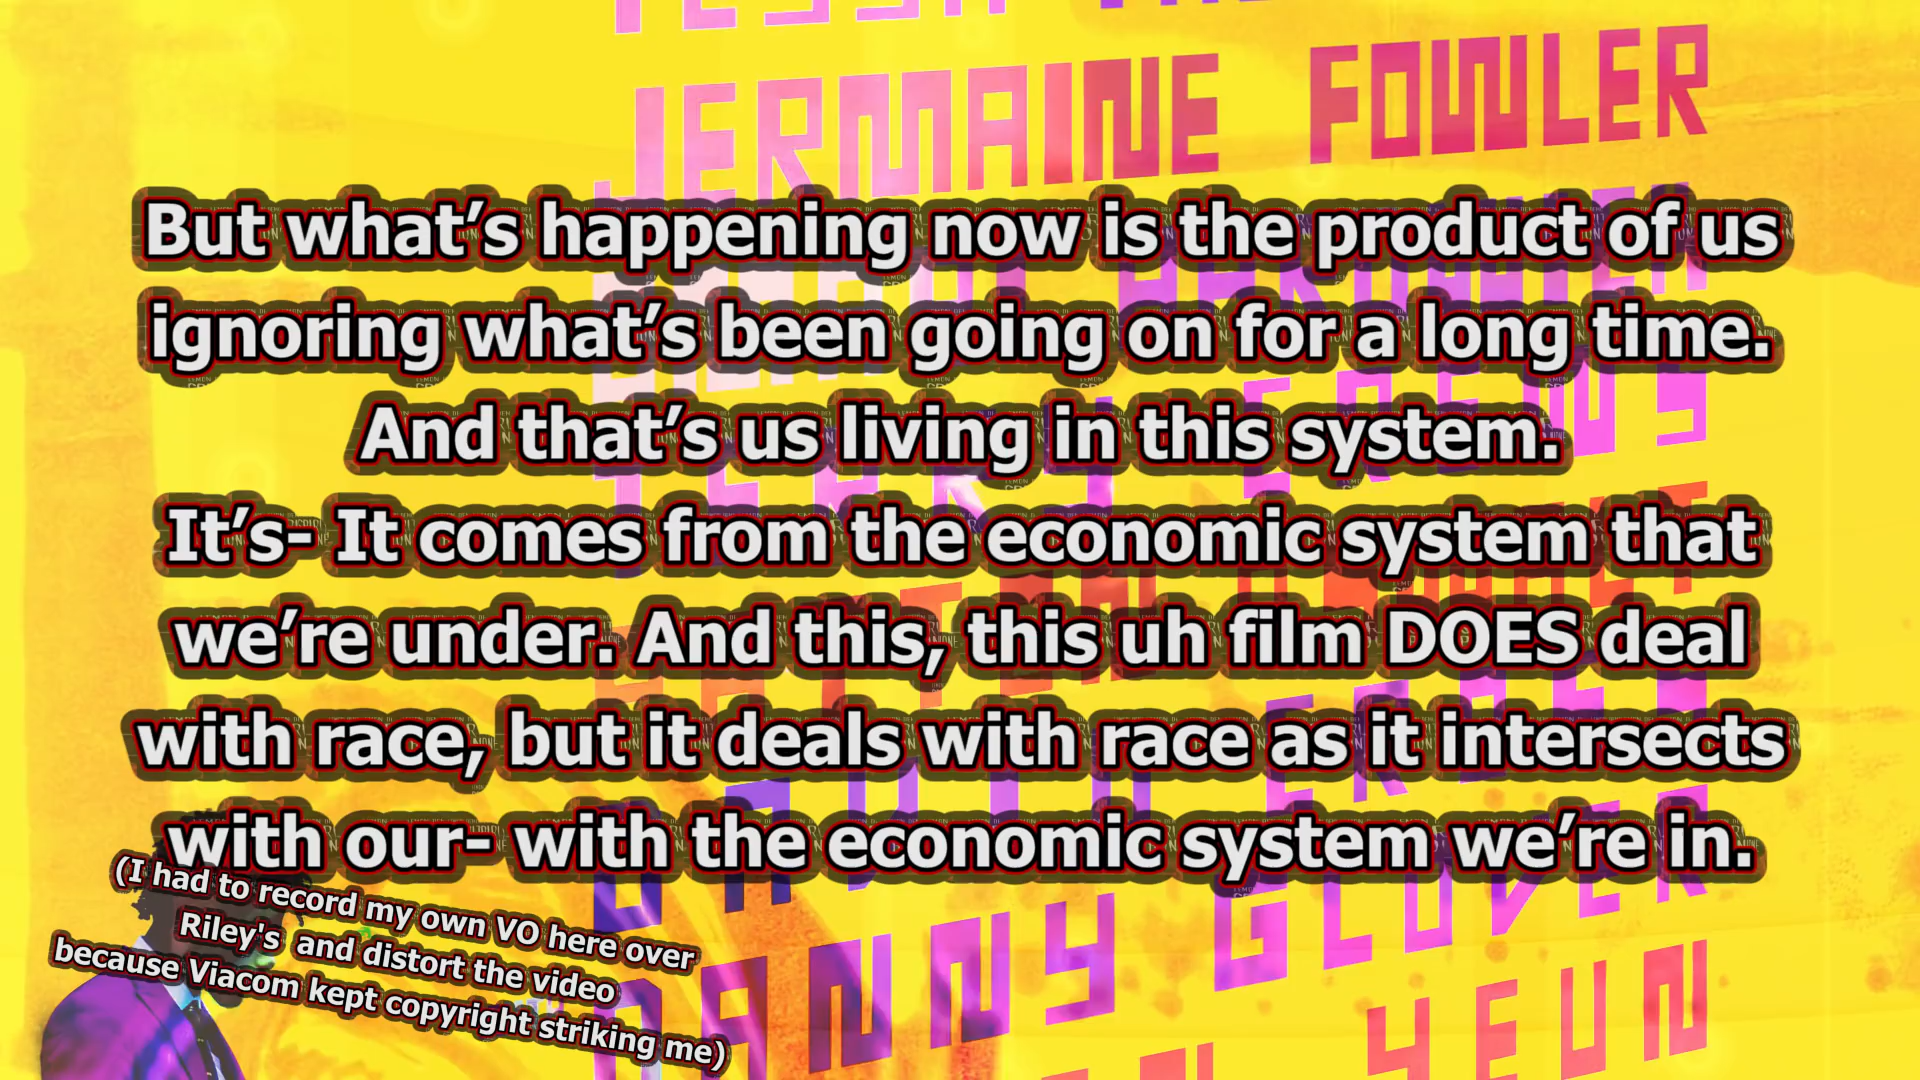 JERMAINE FOWLER
But what's happening now is the product of us
ignoring what's been going on for a long time.
And that's us living in this system.
It's- It comes from the economic system that
we're under. And this, this uh film DOES deal
with race, but it deals with race as it intersects
with our- with the economic system we're in.
(I had to record my own VO here over
Riley's and distort the video
because Viacom kept copyright striking me)
DANNY GLOVER
YEUN